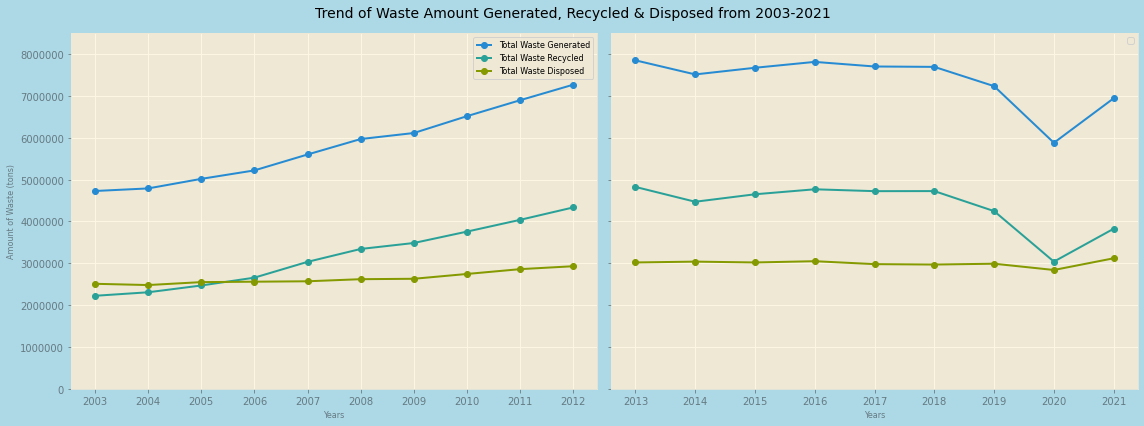 Trend of Waste Amount Generated, Recycled & Disposed from 2003-2021
Total Waste Generated
Total Waste Recycled
Total Waste Disposed
8000000
7000000
6000000
5000000
4000000
3000000
2000000
1000000
0
Amount of Waste (tons)
2003 2004 2005 2006 2007 2008 2009 2010 2011 2012
Years
2013 2014 2015 2016 2017 2018 2019 2020 2021
Years